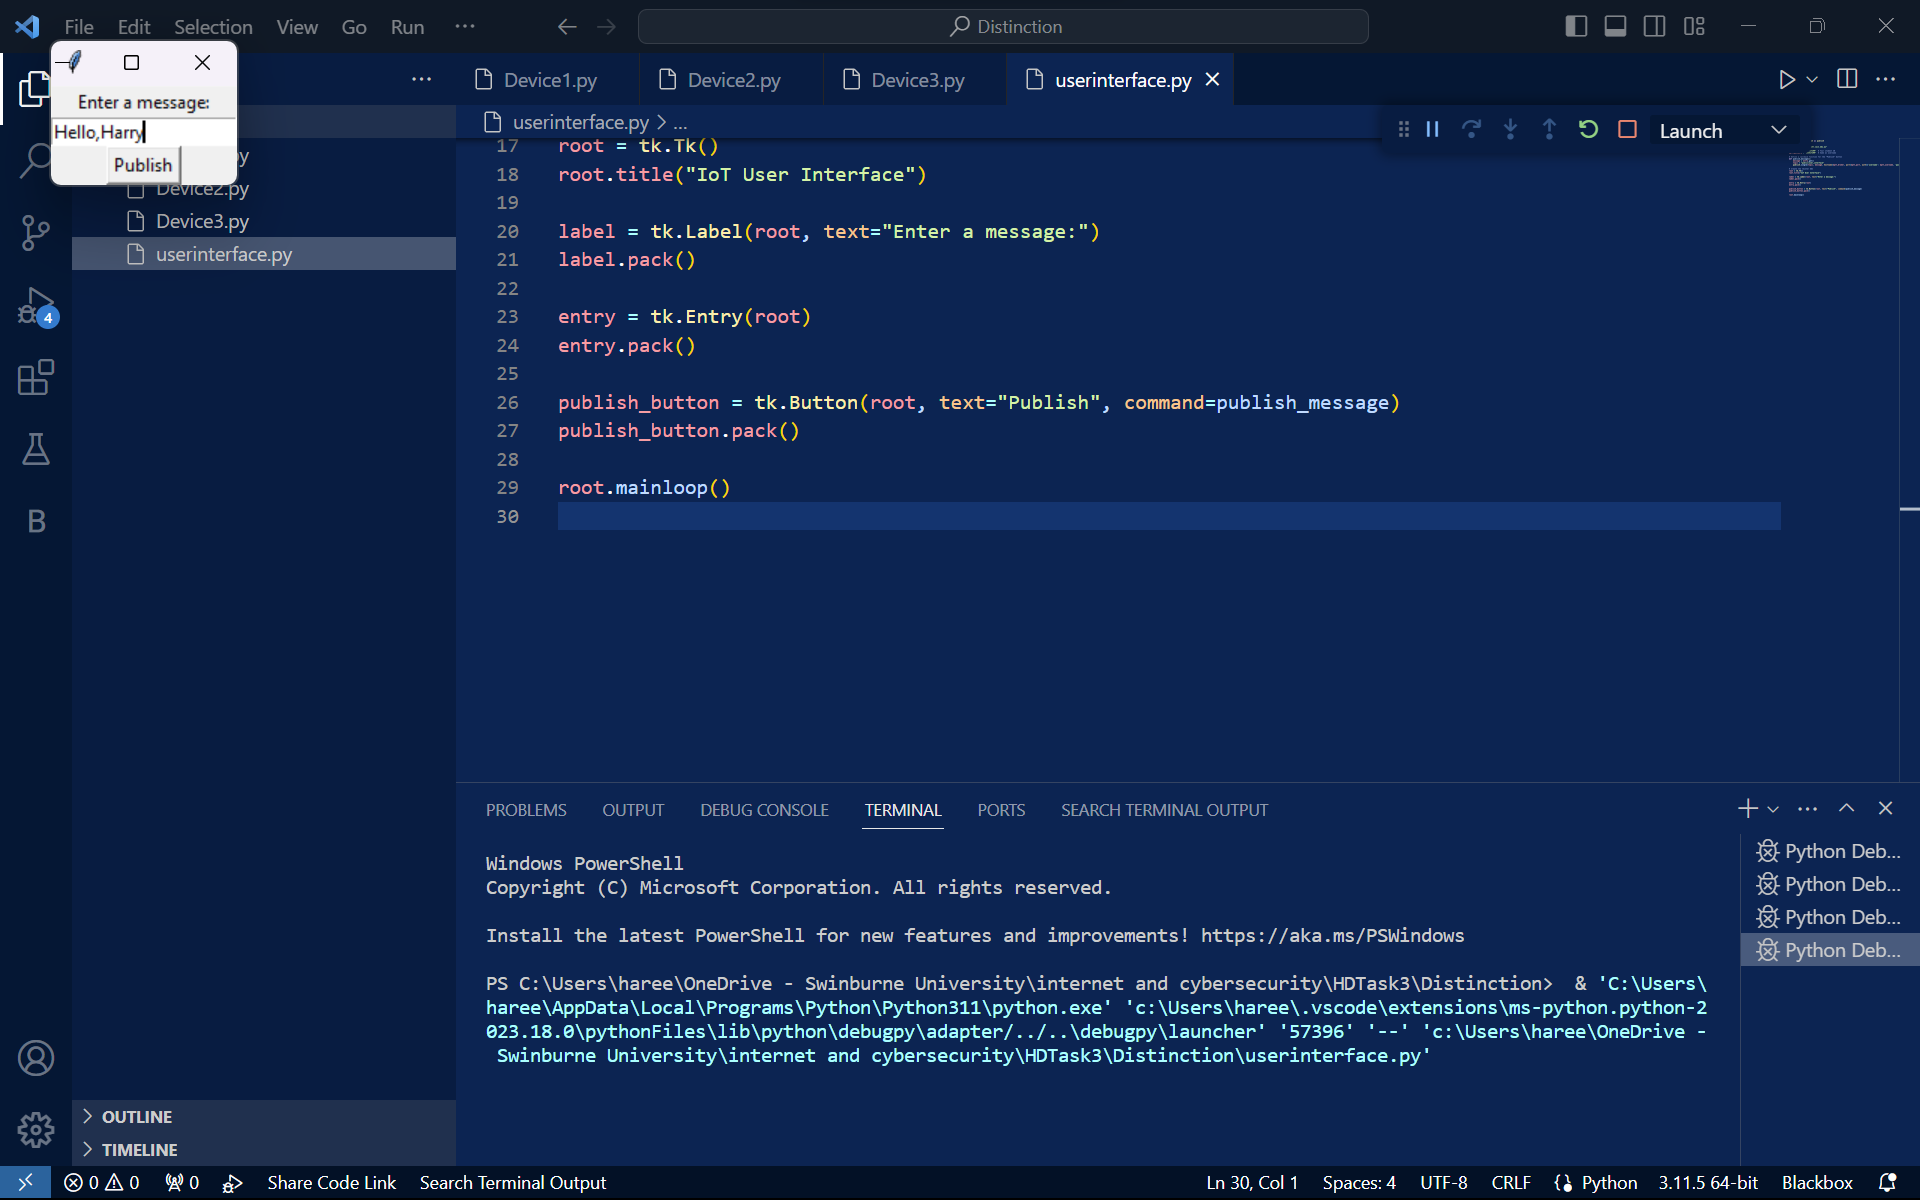 File Edit Selection View Go Run ···
Distinction
Enter a message:
Hello,Harry
Publish
py
Device2.py
Device3.py
userinterface.py
Device1.py Device2.py Device3.py userinterface.py
userinterface.py > ...
Launch
17 root = tk.Tk()
18 root.title("IoT User Interface")
19
20 label = tk.Label(root, text="Enter a message:")
21 label.pack()
22
23 entry = tk.Entry(root)
24 entry.pack()
25
26 publish_button = tk.Button(root, text="Publish", command=publish_message)
27 publish_button.pack()
28
29 root.mainloop()
30
4
B
PROBLEMS OUTPUT DEBUG CONSOLE TERMINAL PORTS SEARCH TERMINAL OUTPUT
Windows PowerShell
Copyright (C) Microsoft Corporation. All rights reserved.
Install the latest PowerShell for new features and improvements! https://aka.ms/PSWindows
PS C:\Users\haree\OneDrive - Swinburne University\internet and cybersecurity\HDTask3\Distinction>  & 'C:\Users\
haree\AppData\Local\Programs\Python\Python311\python.exe' 'c:\Users\haree\.vscode\extensions\ms-python.python-2
023.18.0\pythonFiles\lib\python\debugpy\adapter/../..\debugpy\launcher' '57396' '--' 'c:\Users\haree\OneDrive -
Swinburne University\internet and cybersecurity\HDTask3\Distinction\userinterface.py'
Python Deb...
Python Deb...
Python Deb...
Python Deb...
OUTLINE
TIMELINE
0 0 0 Share Code Link Search Terminal Output Ln 30, Col 1 Spaces: 4 UTF-8 CRLF Python 3.11.5 64-bit Blackbox